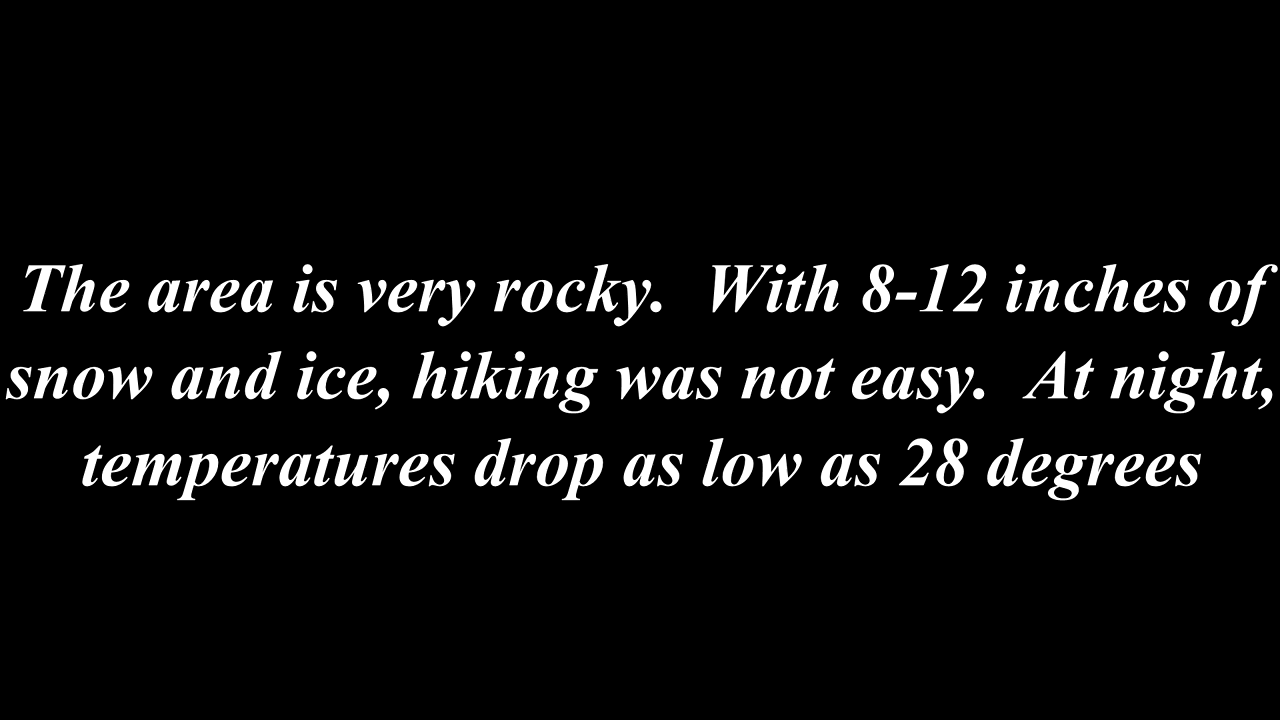 The area is very rocky.  With 8-12 inches of
snow and ice, hiking was not easy.  At night,
temperatures drop as low as 28 degrees